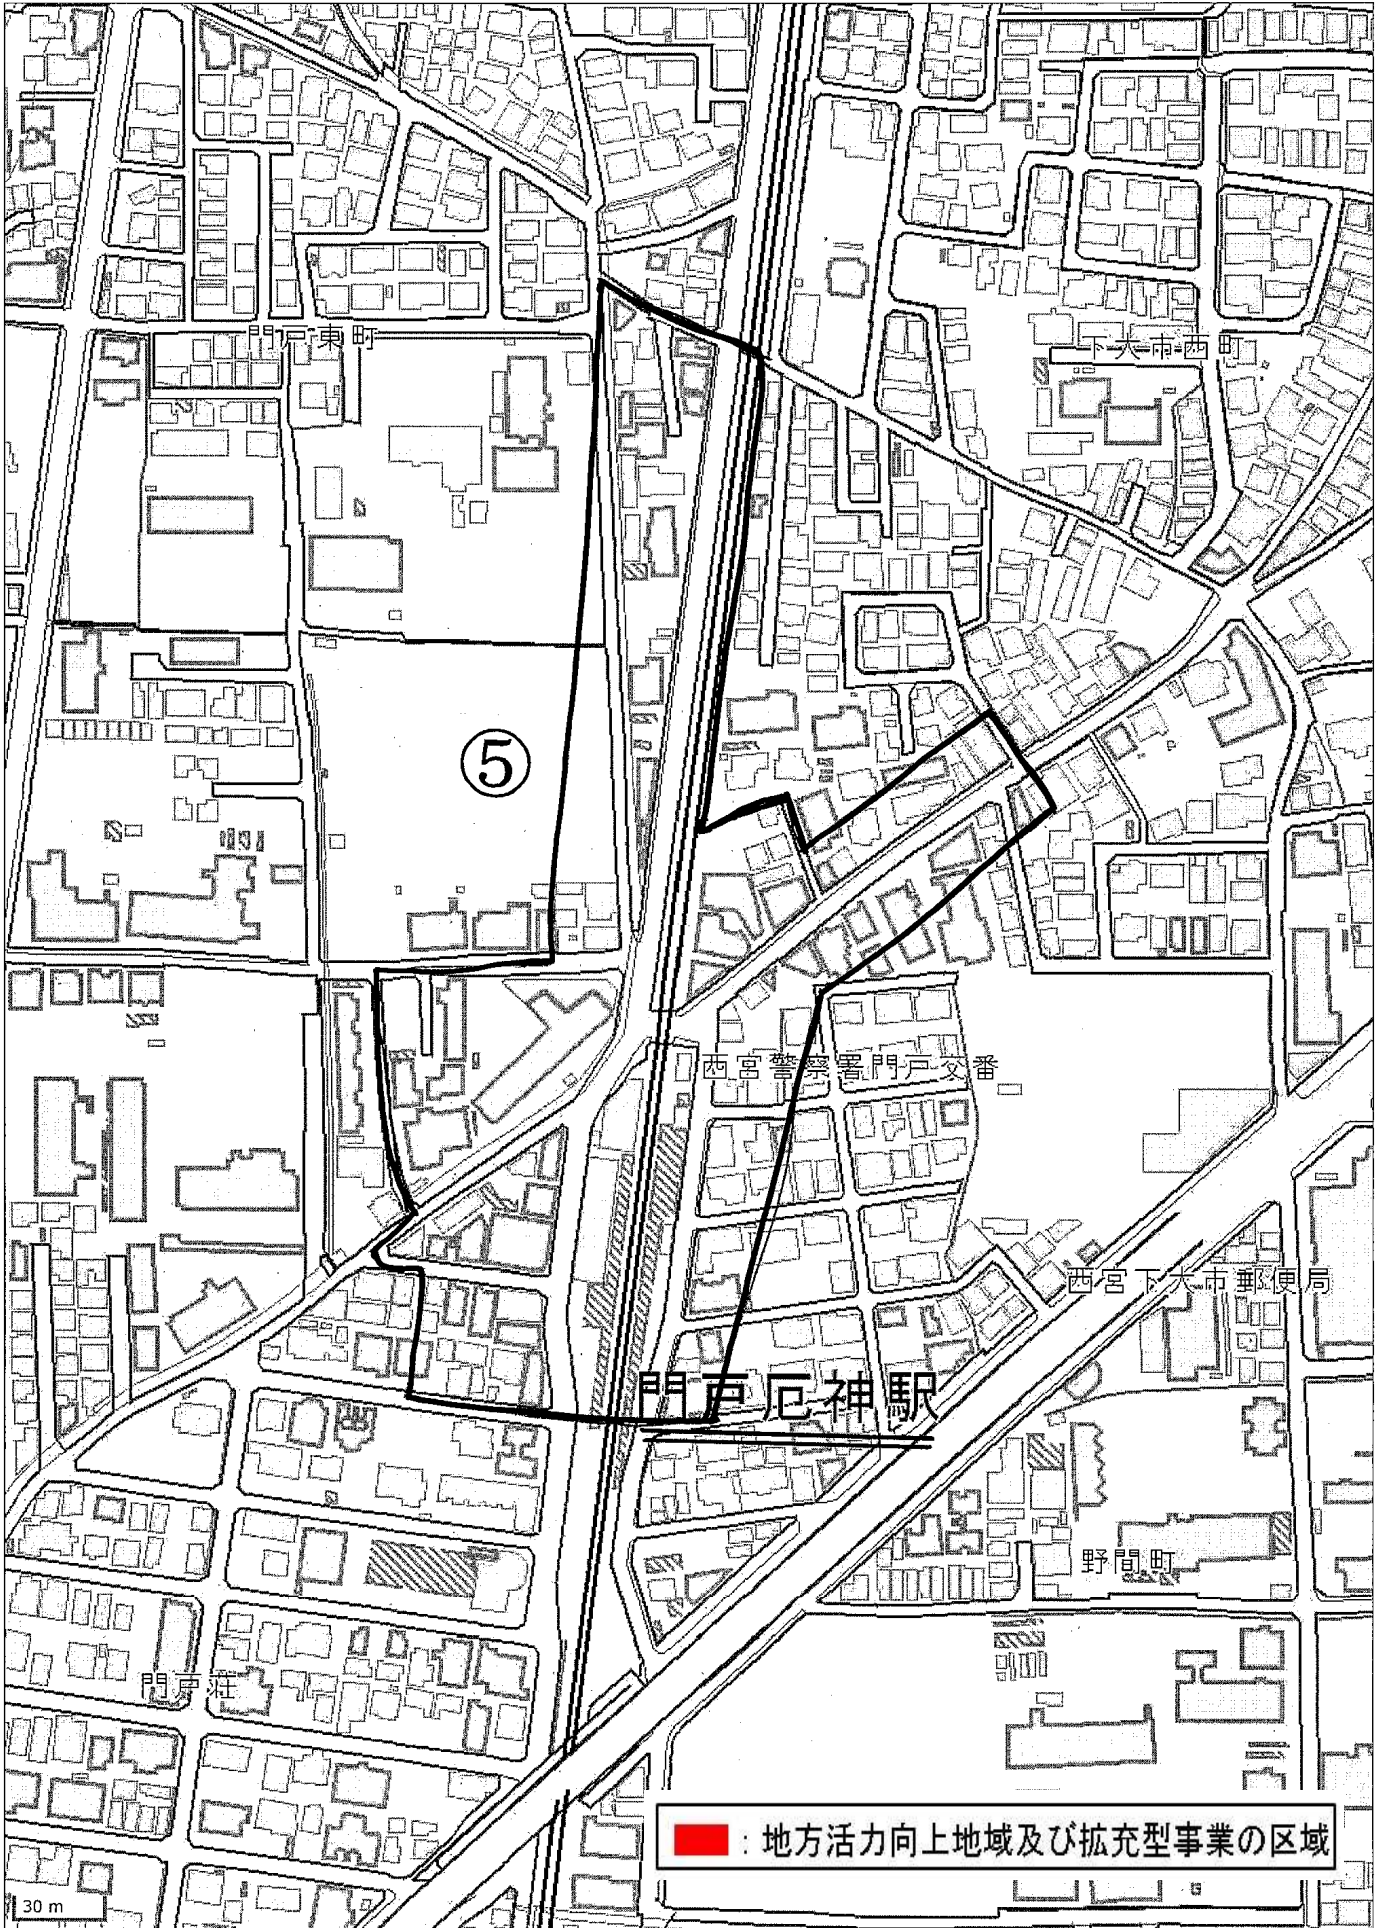 門戸東町
下大市西町
⑤
西宮警察署門戸交番
西宮下大市郵便局
門戸厄神駅
野間町
門戸荘
：地方活力向上地域及び拡充型事業の区域
30 m